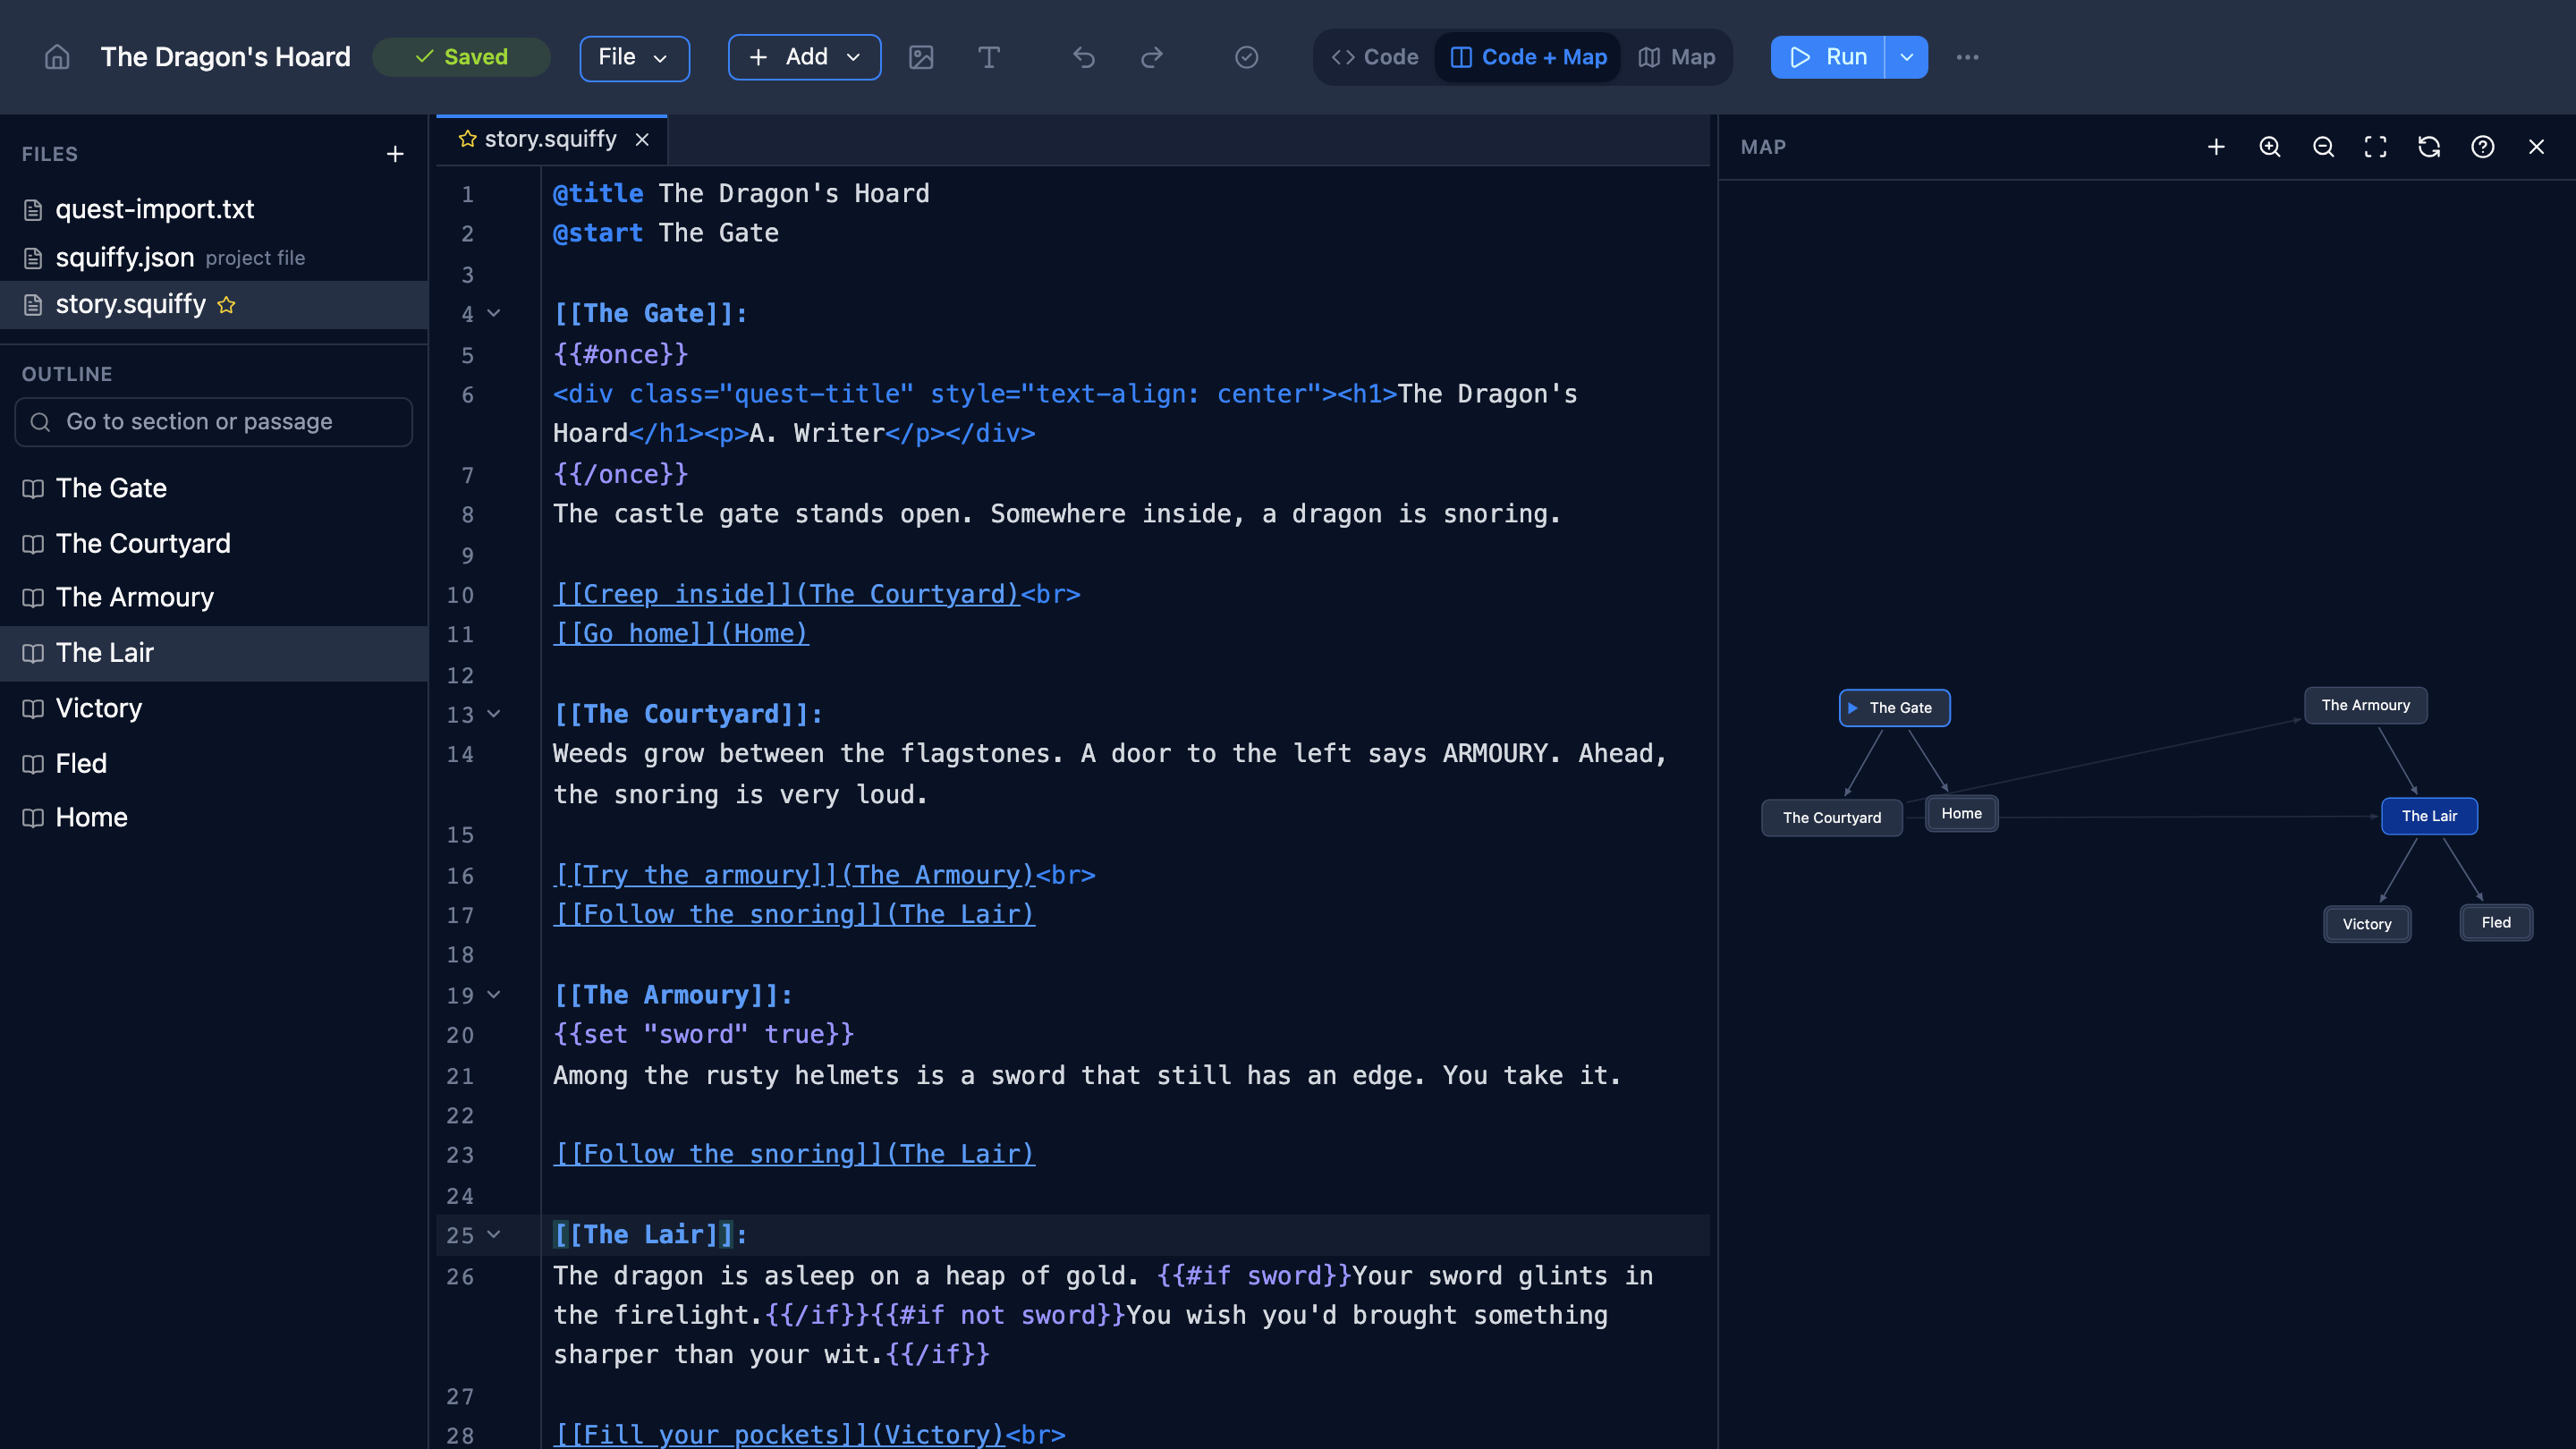 The Dragon's Hoard
Saved
File
Add
Code
Code + Map
Map
Run
FILES
quest-import.txt
squiffy.json project file
story.squiffy
OUTLINE
Go to section or passage
The Gate
The Courtyard
The Armoury
The Lair
Victory
Fled
Home
story.squiffy
1 @title The Dragon's Hoard
2 @start The Gate
3
4 [[The Gate]]:
5 {{#once}}
6 <div class="quest-title" style="text-align: center"><h1>The Dragon's
Hoard</h1><p>A. Writer</p></div>
7 {{/once}}
8 The castle gate stands open. Somewhere inside, a dragon is snoring.
9
10 [[Creep inside]](The Courtyard)<br>
11 [[Go home]](Home)
12
13 [[The Courtyard]]:
14 Weeds grow between the flagstones. A door to the left says ARMOURY. Ahead,
the snoring is very loud.
15
16 [[Try the armoury]](The Armoury)<br>
17 [[Follow the snoring]](The Lair)
18
19 [[The Armoury]]:
20 {{set "sword" true}}
21 Among the rusty helmets is a sword that still has an edge. You take it.
22
23 [[Follow the snoring]](The Lair)
24
25 [[The Lair]]:
26 The dragon is asleep on a heap of gold. {{#if sword}}Your sword glints in
the firelight.{{/if}}{{#if not sword}}You wish you'd brought something
sharper than your wit.{{/if}}
27
28 [[Fill your pockets]](Victory)<br>
MAP
The Gate
The Armoury
The Courtyard
Home
The Lair
Victory
Fled